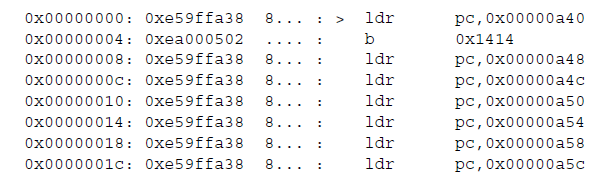 0x00000000: 0xe59ffa38 8... : > ldr pc,0x00000a40
0x00000004: 0xea000502 .... : b 0x1414
0x00000008: 0xe59ffa38 8... : ldr pc,0x00000a48
0x0000000c: 0xe59ffa38 8... : ldr pc,0x00000a4c
0x00000010: 0xe59ffa38 8... : ldr pc,0x00000a50
0x00000014: 0xe59ffa38 8... : ldr pc,0x00000a54
0x00000018: 0xe59ffa38 8... : ldr pc,0x00000a58
0x0000001c: 0xe59ffa38 8... : ldr pc,0x00000a5c